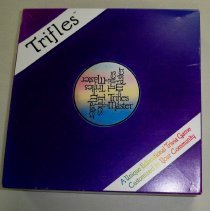 Trifles
Trifles
Master
A Unique Educational Trivia Game
Customized to Your Community